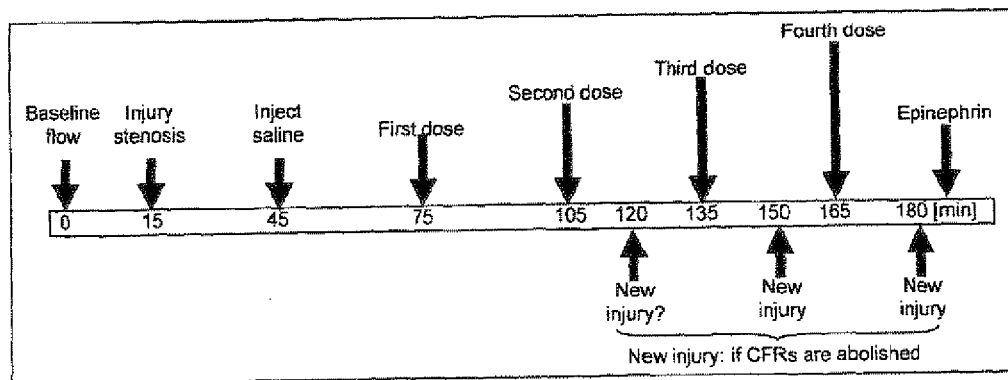 Fourth dose
Third dose
Second dose
Baseline flow
Injury stenosis
Inject saline
First dose
Epinephrin
0 15 45 75 105 120 135 150 165 180 [min]
New injury?
New injury
New injury
New injury: if CFRs are abolished